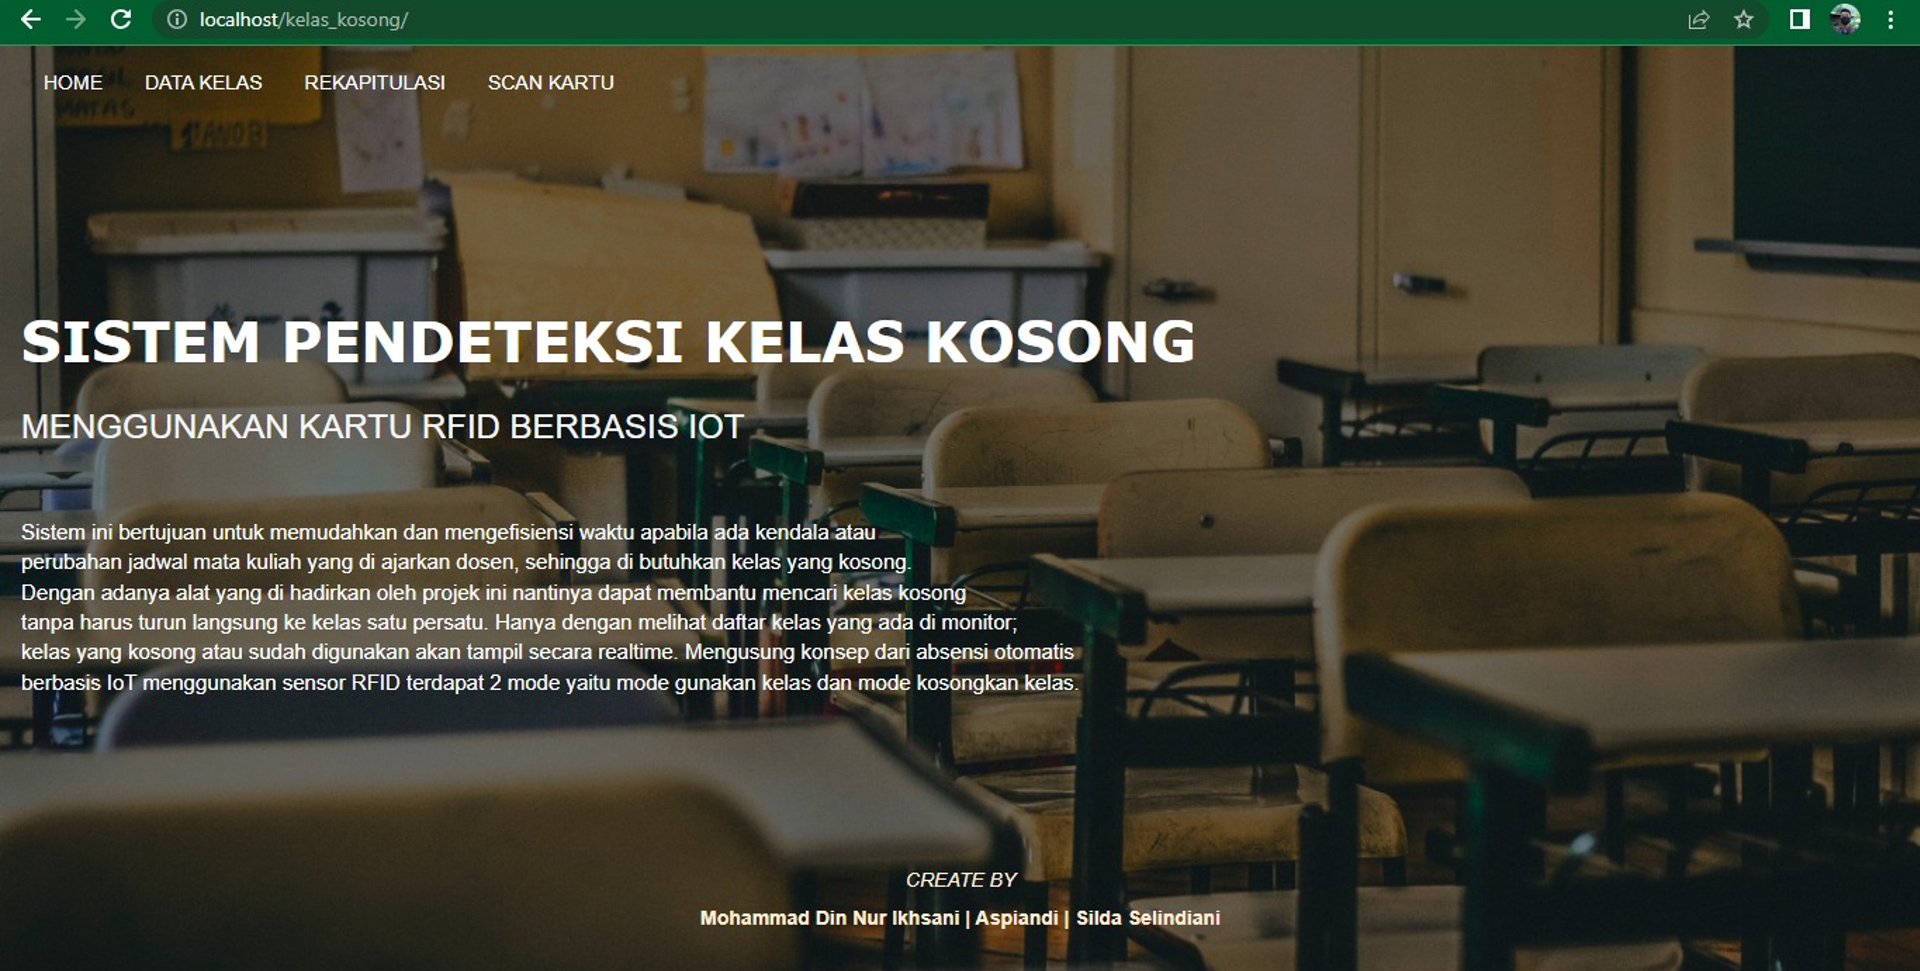 localhost/kelas_kosong/
HOME DATA KELAS REKAPITULASI SCAN KARTU
SISTEM PENDETEKSI KELAS KOSONG
MENGGUNAKAN KARTU RFID BERBASIS IOT
Sistem ini bertujuan untuk memudahkan dan mengefisiensi waktu apabila ada kendala atau
perubahan jadwal mata kuliah yang di ajarkan dosen, sehingga di butuhkan kelas yang kosong.
Dengan adanya alat yang di hadirkan oleh projek ini nantinya dapat membantu mencari kelas kosong
tanpa harus turun langsung ke kelas satu persatu. Hanya dengan melihat daftar kelas yang ada di monitor;
kelas yang kosong atau sudah digunakan akan tampil secara realtime. Mengusung konsep dari absensi otomatis
berbasis IoT menggunakan sensor RFID terdapat 2 mode yaitu mode gunakan kelas dan mode kosongkan kelas.
CREATE BY
Mohammad Din Nur Ikhsani | Aspiandi | Silda Selindiani